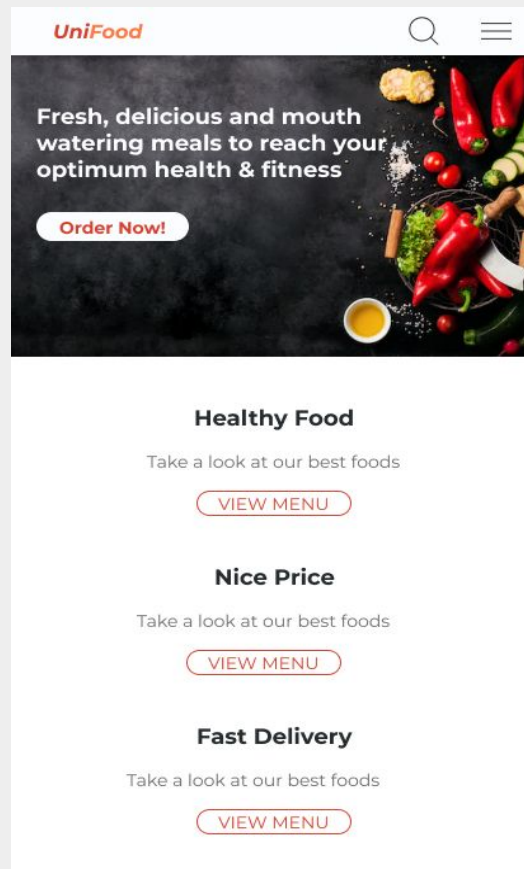 UniFood
Fresh, delicious and mouth
watering meals to reach your
optimum health & fitness
Order Now!
Healthy Food
Take a look at our best foods
VIEW MENU
Nice Price
Take a look at our best foods
VIEW MENU
Fast Delivery
Take a look at our best foods
VIEW MENU